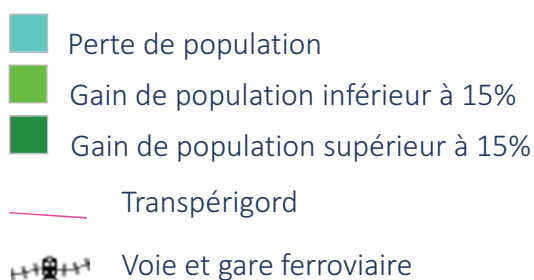 Perte de population
Gain de population inférieur à 15%
Gain de population supérieur à 15%
Transpérigord
Voie et gare ferroviaire